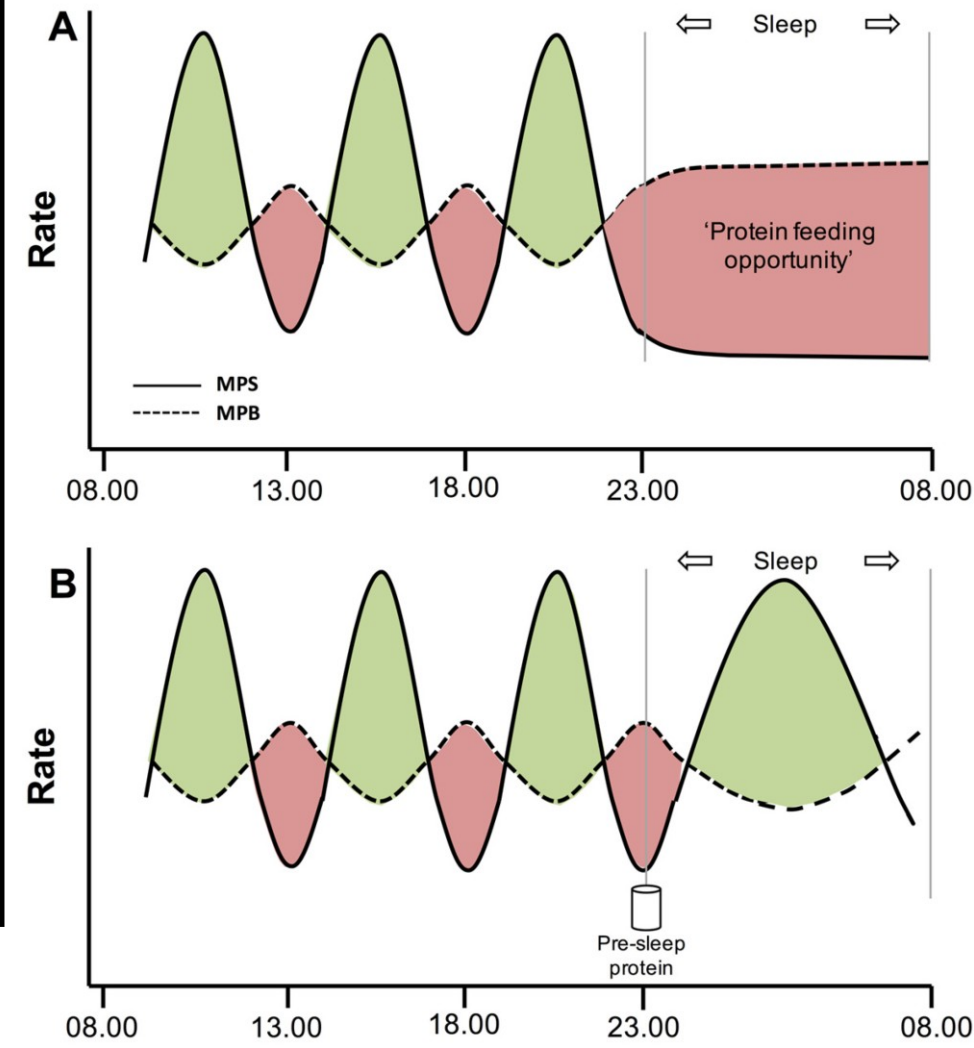 A
Sleep
Rate
‘Protein feeding
opportunity’
MPS
MPB
08.00 13.00 18.00 23.00 08.00
B
Sleep
Rate
Pre-sleep
protein
08.00 13.00 18.00 23.00 08.00